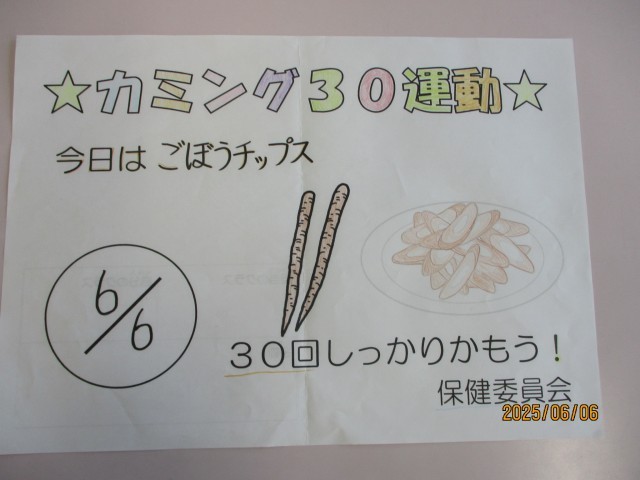 ☆カミング30運動☆
今日は ごぼうチップス
6/6
30回しっかりかもう！
保健委員会
2025/06/06